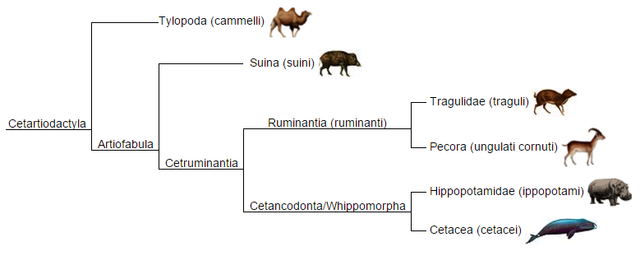 Tylopoda (cammelli)
Suina (suini)
Tragulidae (traguli)
Cetartiodactyla
Ruminantia (ruminanti)
Artiofabula
Pecora (ungulati cornuti)
Cetruminantia
Hippopotamidae (ippopotami)
Cetancodonta/Whippomorpha
Cetacea (cetacei)